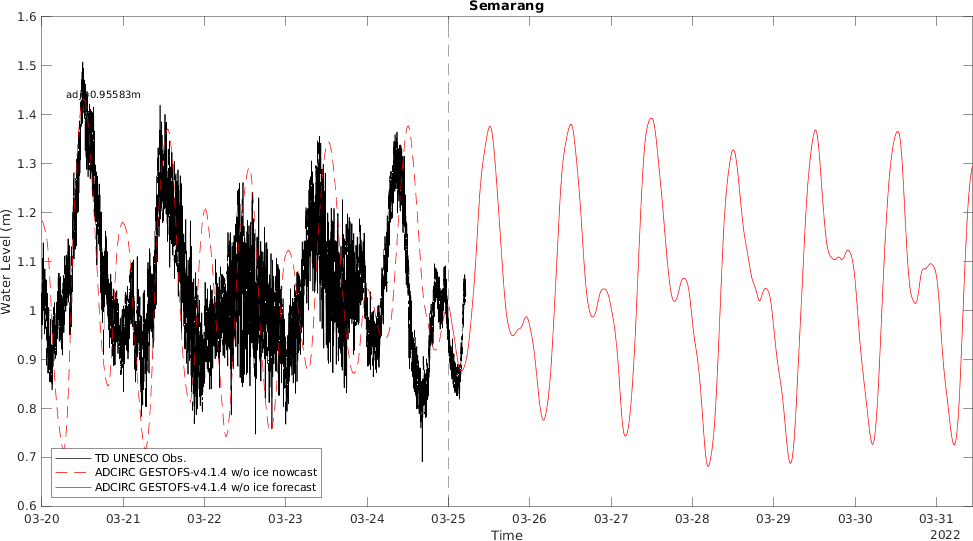 Semarang
1.6
1.5
1.4
1.3
1.2
1.1
1
0.9
0.8
0.7
0.6
Water Level (m)
TD UNESCO Obs.
ADCIRC GESTOFS-v4.1.4 w/o ice nowcast
ADCIRC GESTOFS-v4.1.4 w/o ice forecast
03-20 03-21 03-22 03-23 03-24 03-25 03-26 03-27 03-28 03-29 03-30 03-31
2022
Time